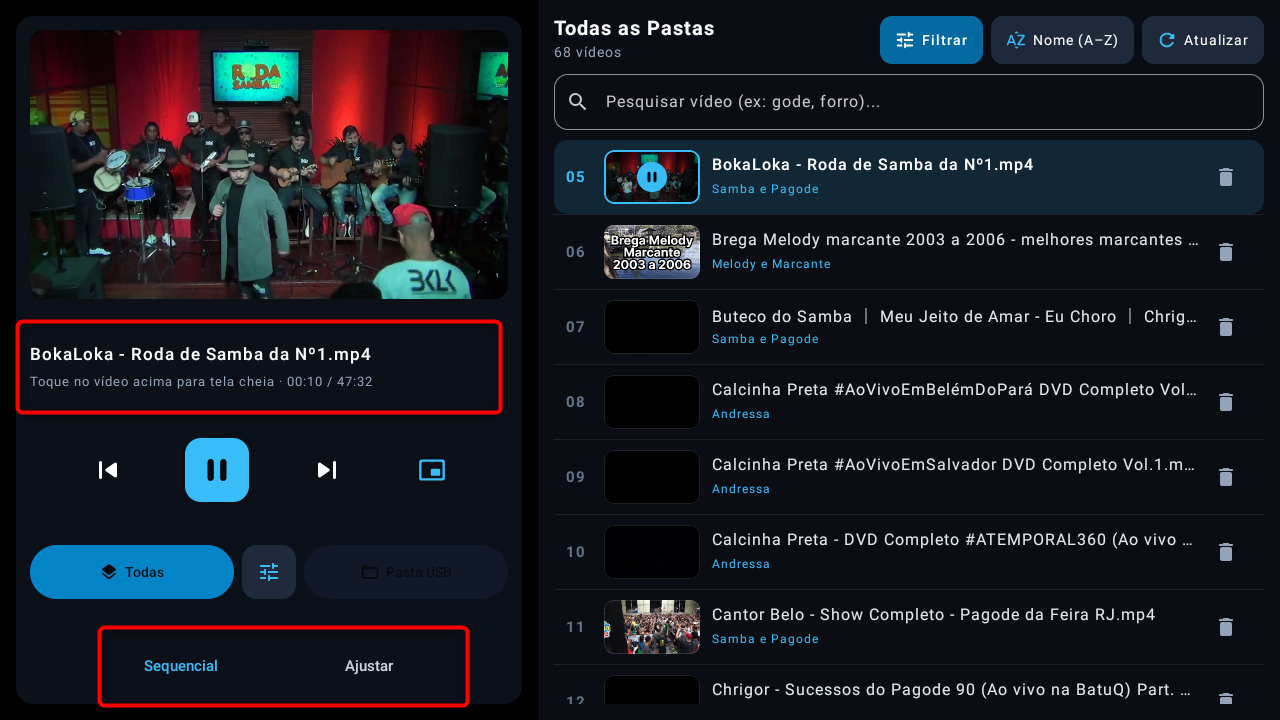 RODA
SAMBA
BKLK
BokaLoka - Roda de Samba da Nº1.mp4
Toque no vídeo acima para tela cheia · 00:10 / 47:32
Todas
Pasta USB
Sequencial
Ajustar
Todas as Pastas
68 vídeos
Filtrar
AZ Nome (A–Z)
Atualizar
Pesquisar vídeo (ex: gode, forro)...
05
BokaLoka - Roda de Samba da Nº1.mp4
Samba e Pagode
06
Brega Melody
Marcante
2003 a 2006
Brega Melody marcante 2003 a 2006 - melhores marcantes …
Melody e Marcante
07
Buteco do Samba ｜ Meu Jeito de Amar - Eu Choro ｜ Chrig…
Samba e Pagode
08
Calcinha Preta #AoVivoEmBelémDoPará DVD Completo Vol…
Andressa
09
Calcinha Preta #AoVivoEmSalvador DVD Completo Vol.1.m…
Andressa
10
Calcinha Preta - DVD Completo #ATEMPORAL360 (Ao vivo …
Andressa
11
Cantor Belo - Show Completo - Pagode da Feira RJ.mp4
Samba e Pagode
12
Chrigor - Sucessos do Pagode 90 (Ao vivo na BatuQ) Part. …